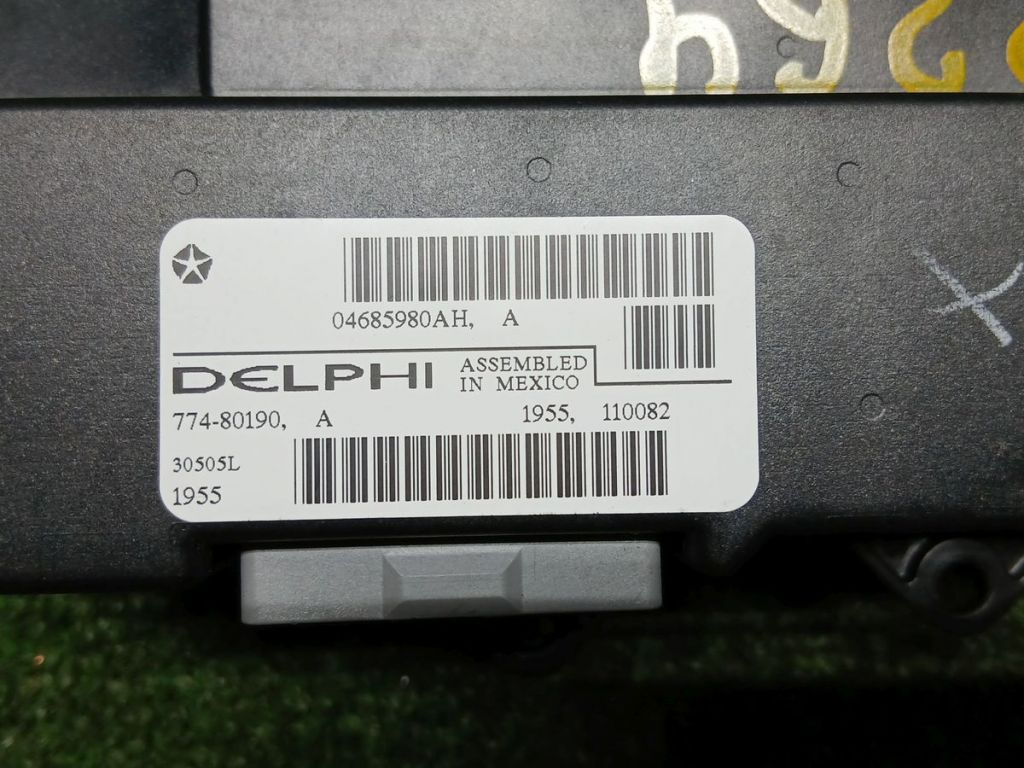 04685980AH, A
DELPHI
ASSEMBLED
IN MEXICO
774-80190, A
1955, 110082
30505L
1955